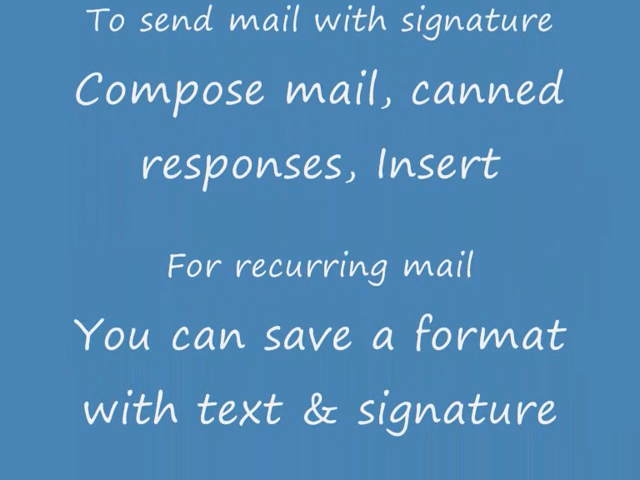 To send mail with signature
Compose mail, canned
responses, Insert
For recurring mail
You can save a format
with text & signature